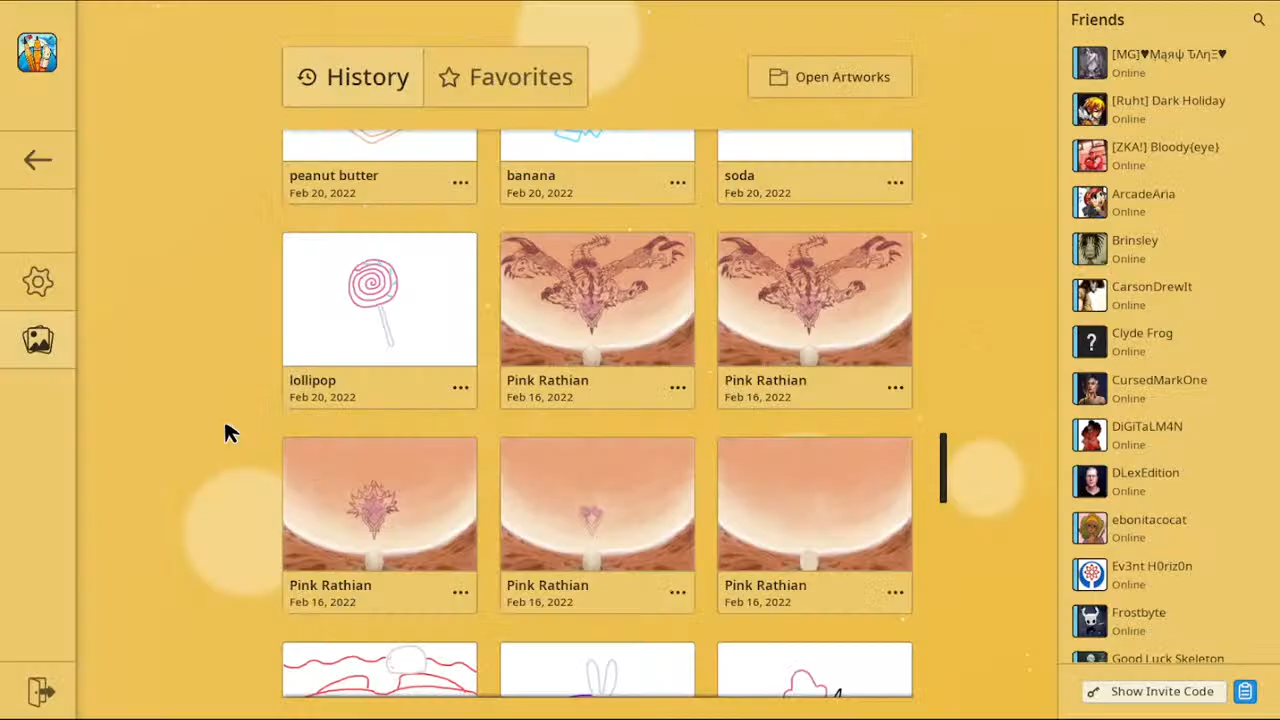 History
Favorites
Open Artworks
peanut butter
Feb 20, 2022
banana
Feb 20, 2022
soda
Feb 20, 2022
lollipop
Feb 20, 2022
Pink Rathian
Feb 16, 2022
Pink Rathian
Feb 16, 2022
Pink Rathian
Feb 16, 2022
Pink Rathian
Feb 16, 2022
Pink Rathian
Feb 16, 2022
Friends
Online
[Ruht] Dark Holiday
Online
[ZKA!] Bloody{eye}
Online
ArcadeAria
Online
Brinsley
Online
CarsonDrewIt
Online
?
Clyde Frog
Online
CursedMarkOne
Online
DiGiTaLM4N
Online
DLexEdition
Online
ebonitacocat
Online
Ev3nt H0riz0n
Online
Frostbyte
Online
Good Luck Skeleton
Show Invite Code